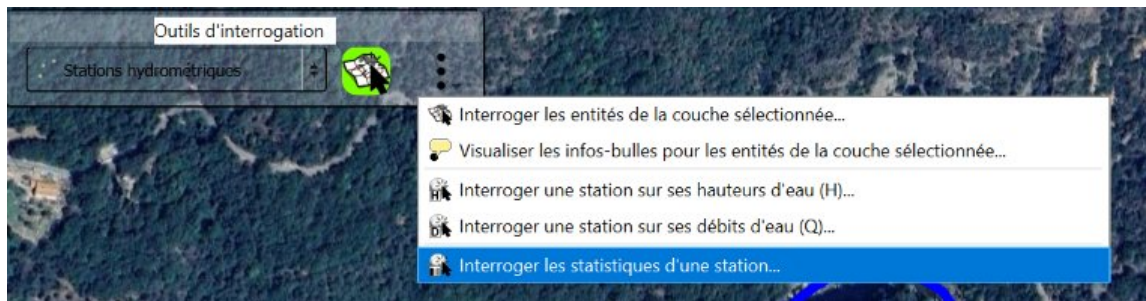 Outils d'interrogation
Stations hydrométriques
Interroger les entités de la couche sélectionnée...
Visualiser les infos-bulles pour les entités de la couche sélectionnée...
Interroger une station sur ses hauteurs d'eau (H)...
Interroger une station sur ses débits d'eau (Q)...
Interroger les statistiques d'une station...